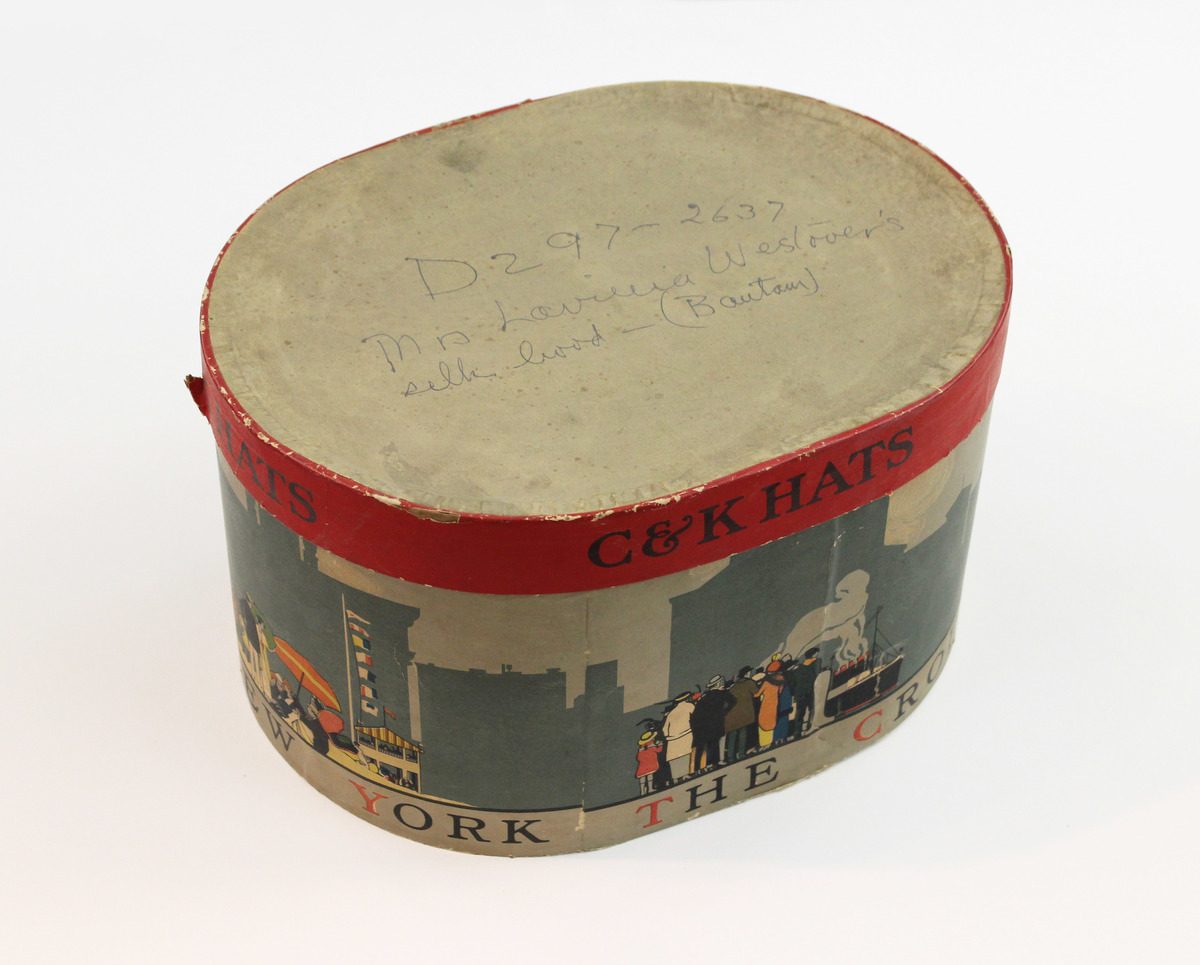 D297-2637
Mrs Lavinia Westover's
silk hood - (Bantam)
HATS
C&K HATS
EW YORK THE CRO